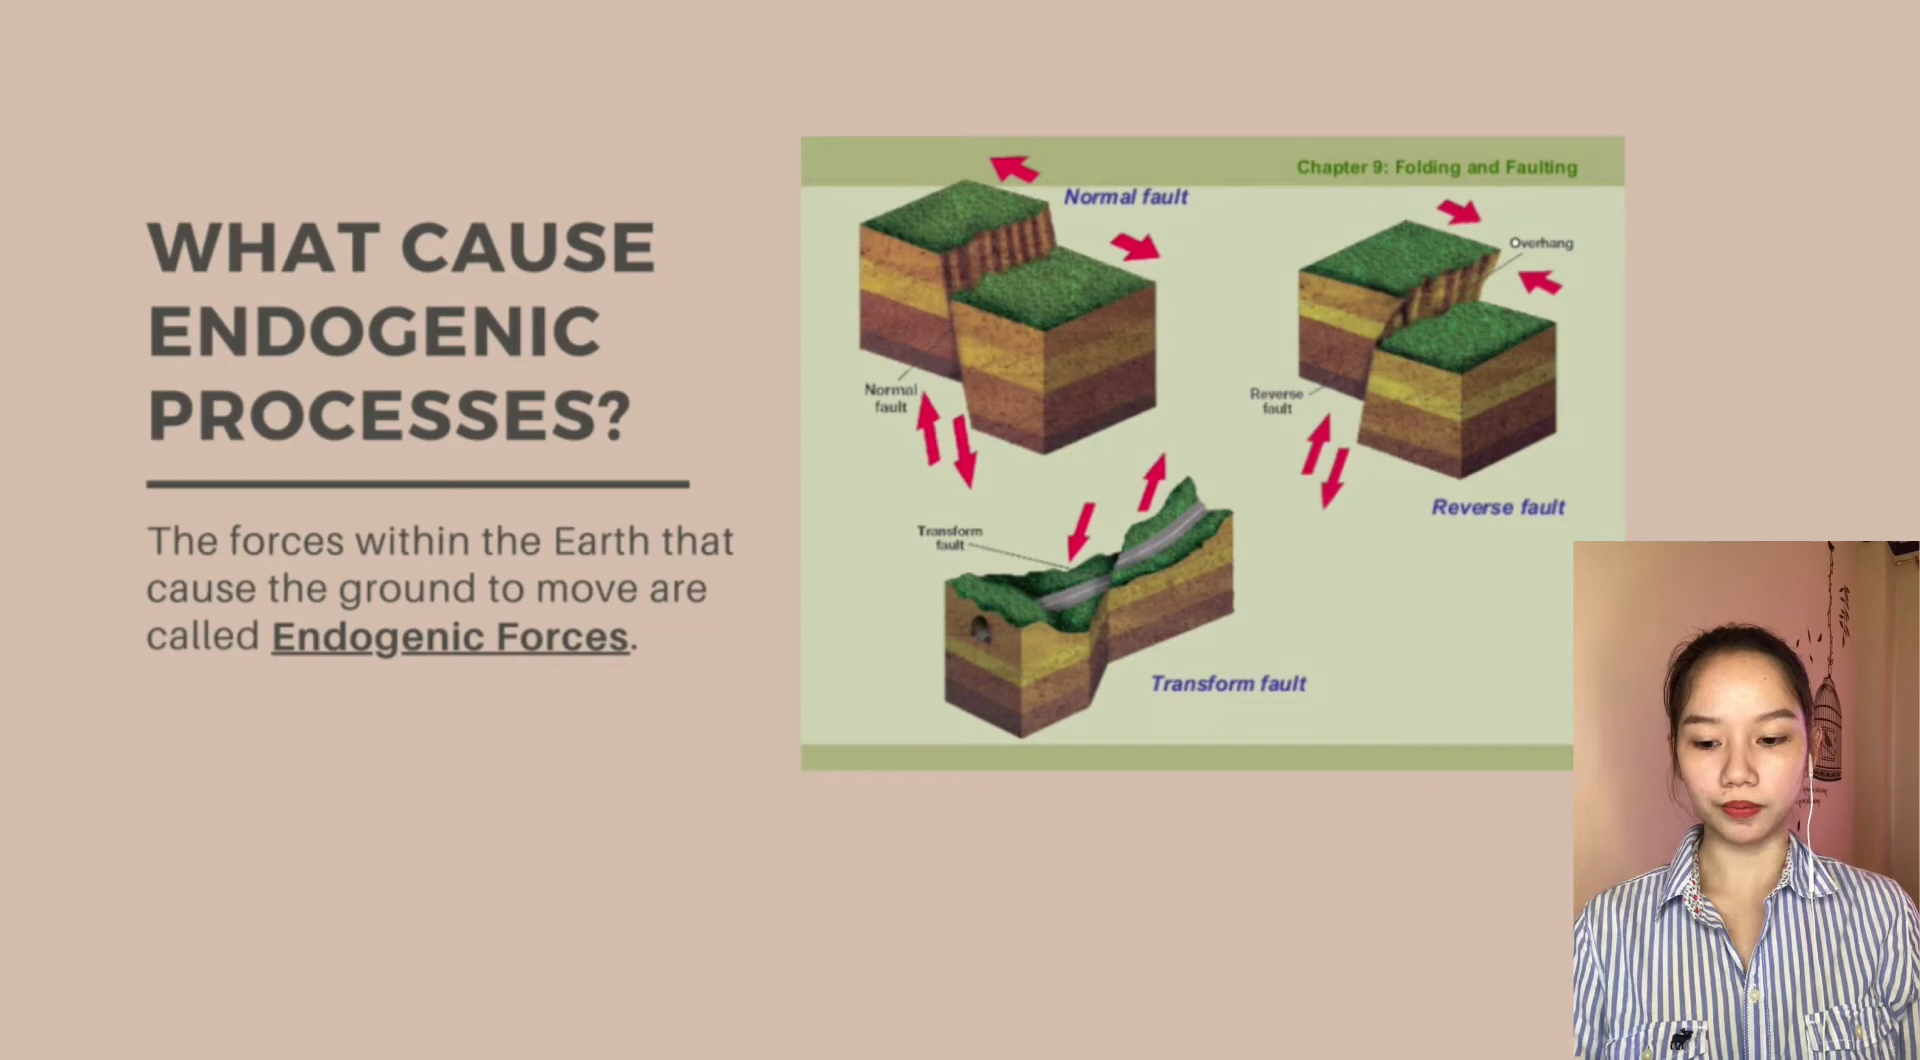 WHAT CAUSE
ENDOGENIC
PROCESSES?
The forces within the Earth that
cause the ground to move are
called Endogenic Forces.
Chapter 9: Folding and Faulting
Normal fault
Overhang
Normal
fault
Reverse
fault
Reverse fault
Transform
fault
Transform fault